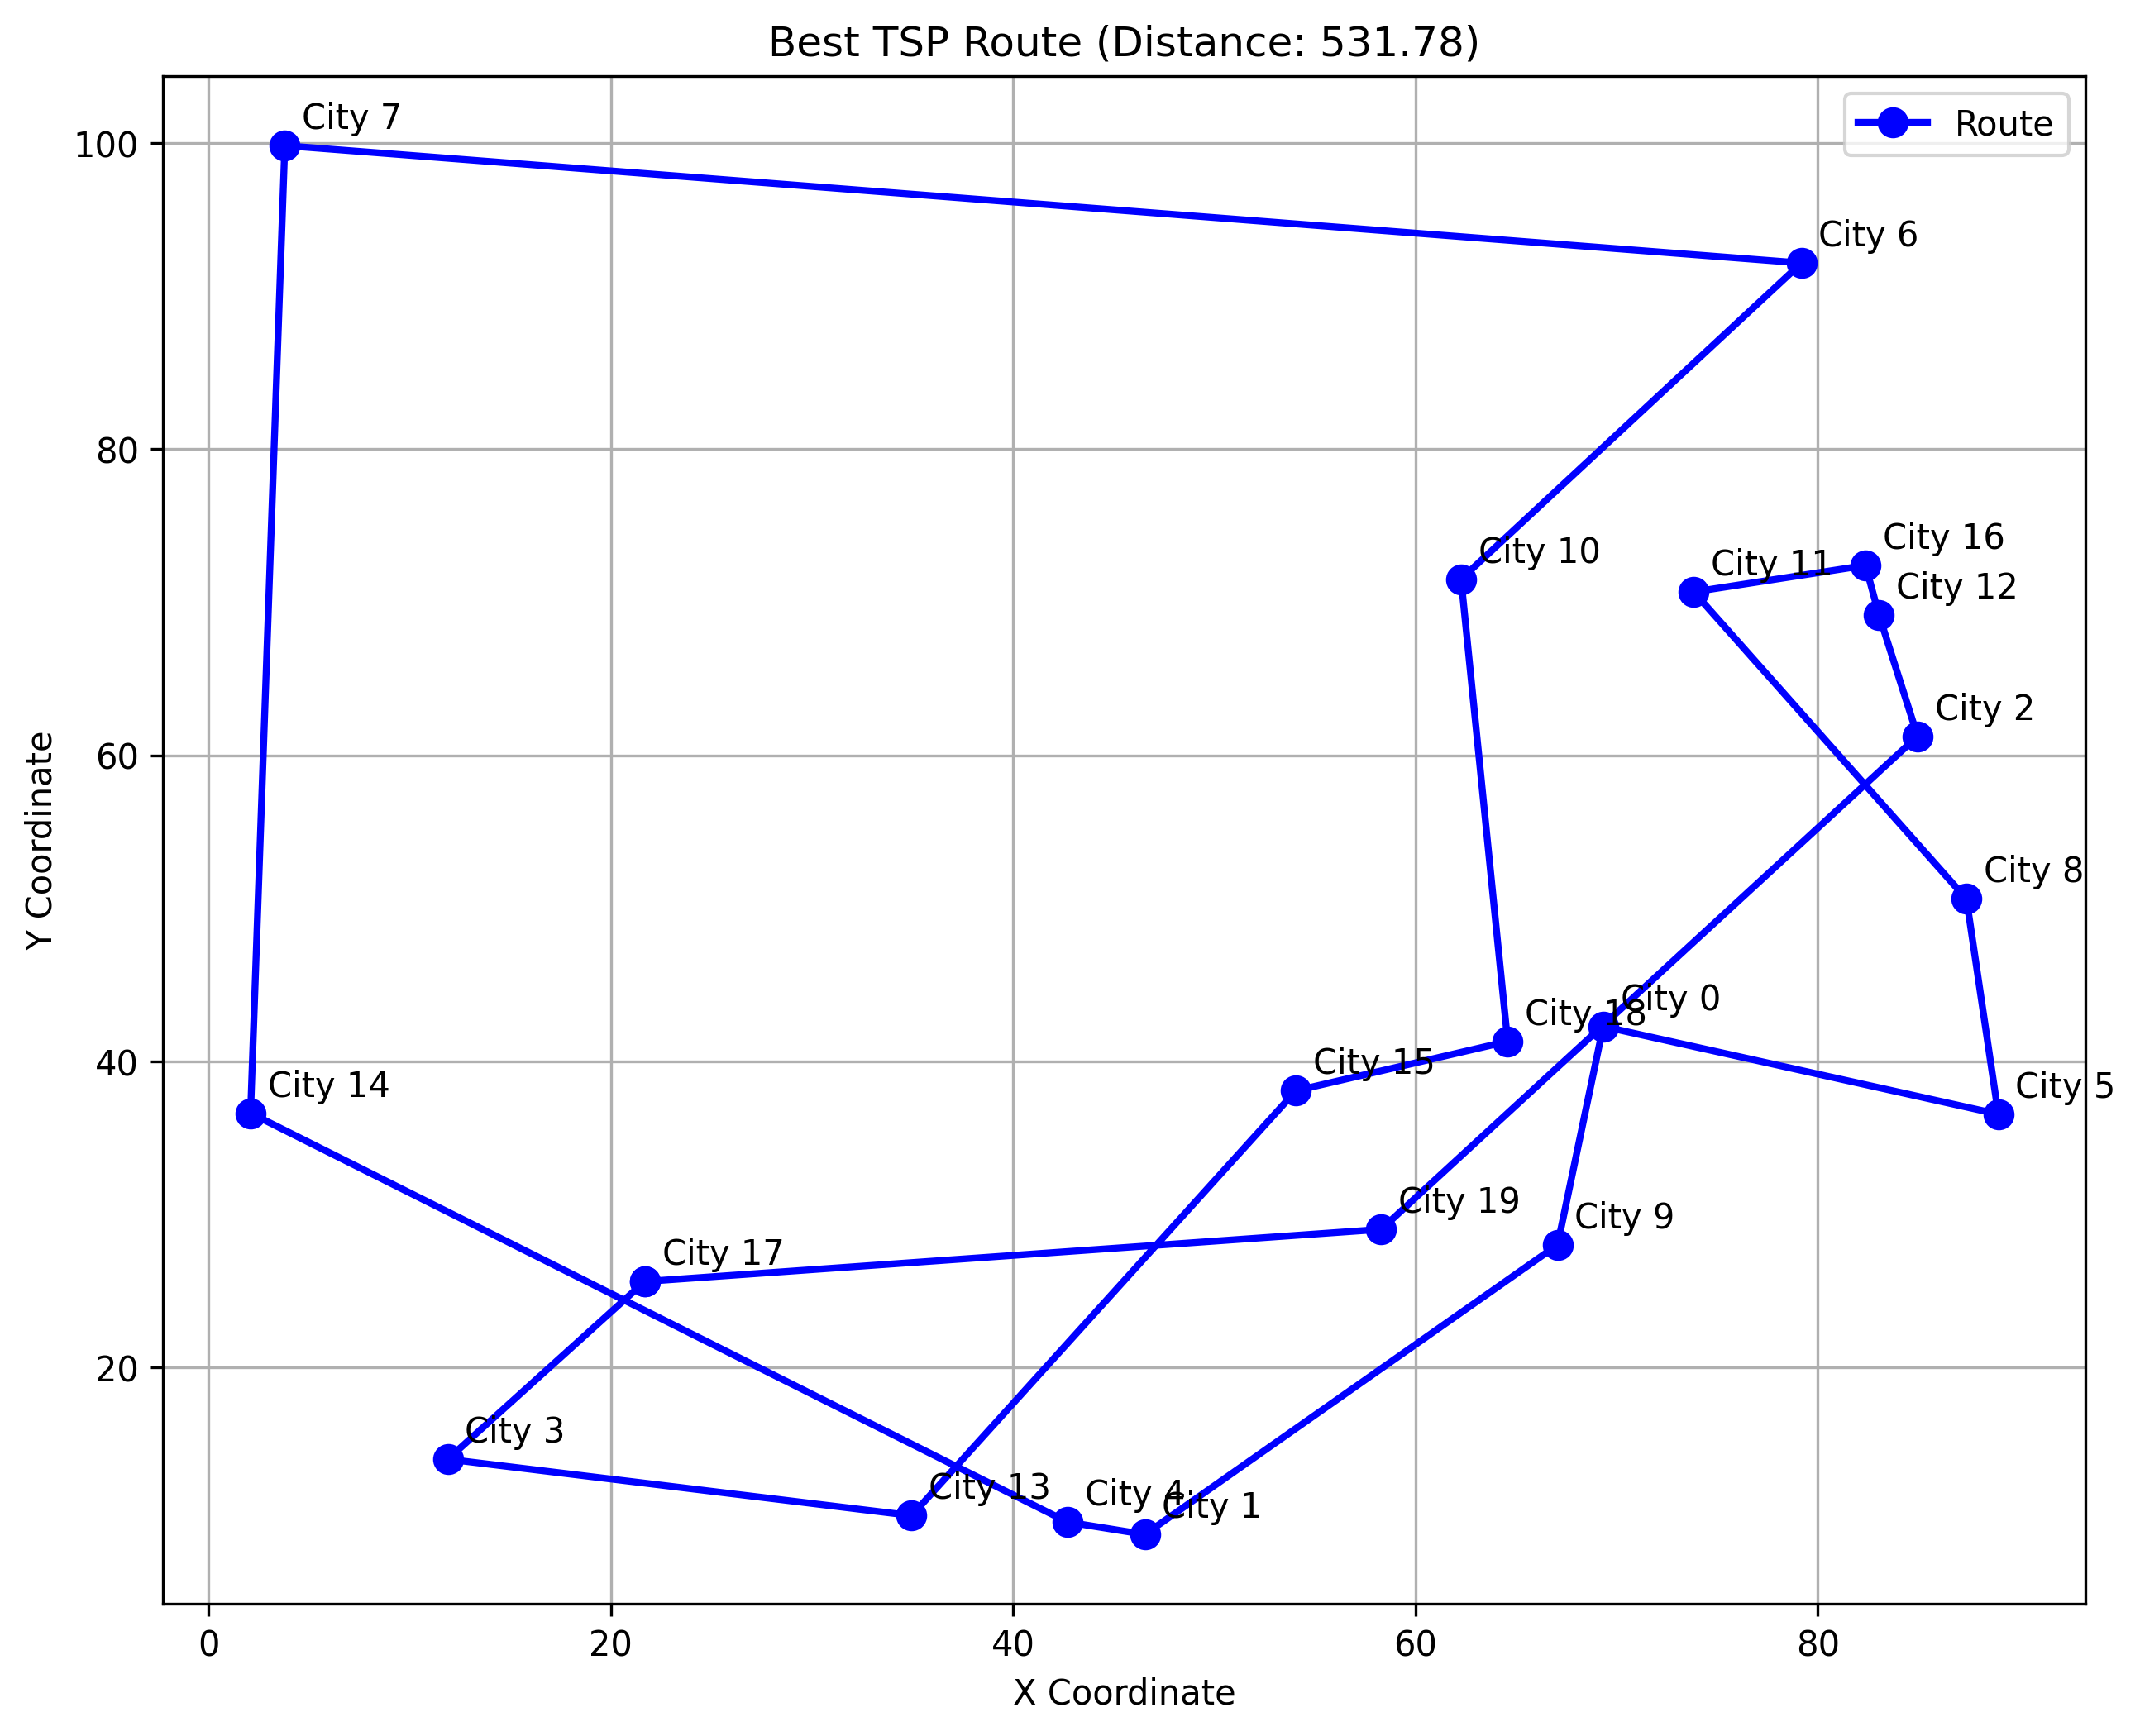 Best TSP Route (Distance: 531.78)
Route
City 7
City 6
City 10
City 11
City 16
City 12
City 2
City 8
City 0
City 18
City 15
City 5
City 14
City 19
City 9
City 17
City 3
City 13
City 4
City 1
100
80
60
40
20
Y Coordinate
0
20
40
60
80
X Coordinate